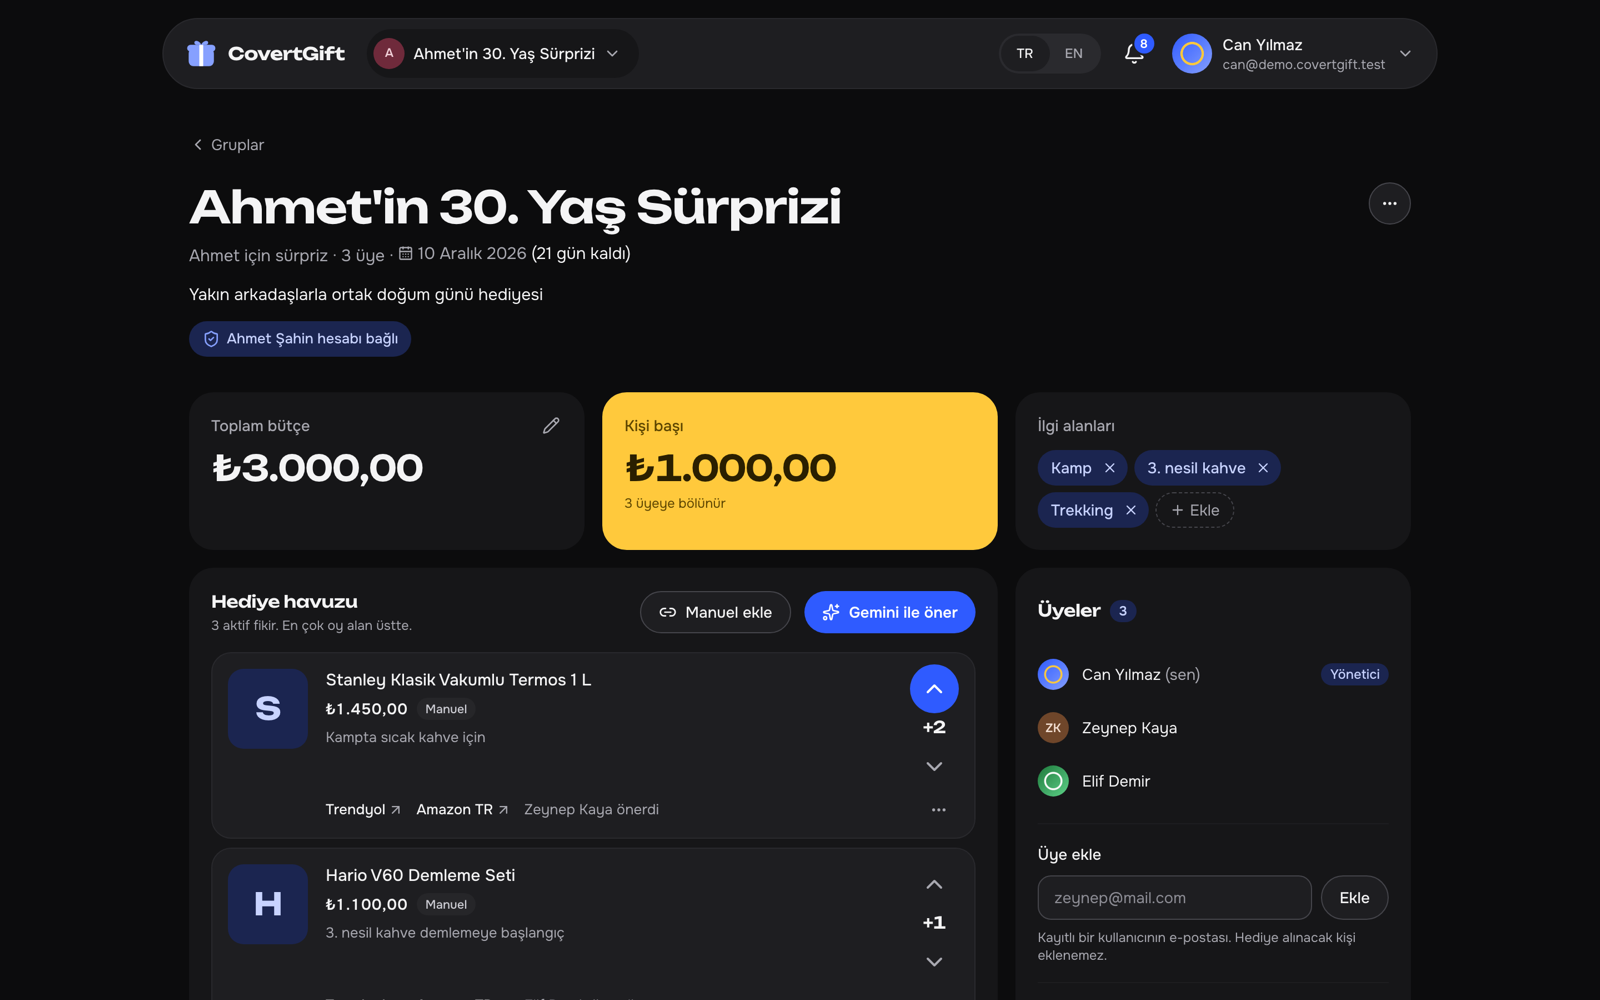 CovertGift
A
Ahmet'in 30. Yaş Sürprizi
TR
EN
8
Can Yılmaz
can@demo.covertgift.test
Gruplar
Ahmet'in 30. Yaş Sürprizi
Ahmet için sürpriz · 3 üye · 10 Aralık 2026 (21 gün kaldı)
Yakın arkadaşlarla ortak doğum günü hediyesi
Ahmet Şahin hesabı bağlı
Toplam bütçe
₺3.000,00
Kişi başı
₺1.000,00
3 üyeye bölünür
İlgi alanları
Kamp
3. nesil kahve
Trekking
+ Ekle
Hediye havuzu
3 aktif fikir. En çok oy alan üstte.
Manuel ekle
Gemini ile öner
S
Stanley Klasik Vakumlu Termos 1 L
₺1.450,00 Manuel
Kampta sıcak kahve için
+2
Trendyol Amazon TR Zeynep Kaya önerdi
H
Hario V60 Demleme Seti
₺1.100,00 Manuel
3. nesil kahve demlemeye başlangıç
+1
Üyeler 3
Can Yılmaz (sen)
Yönetici
ZK
Zeynep Kaya
Elif Demir
Üye ekle
zeynep@mail.com
Ekle
Kayıtlı bir kullanıcının e-postası. Hediye alınacak kişi
eklenemez.